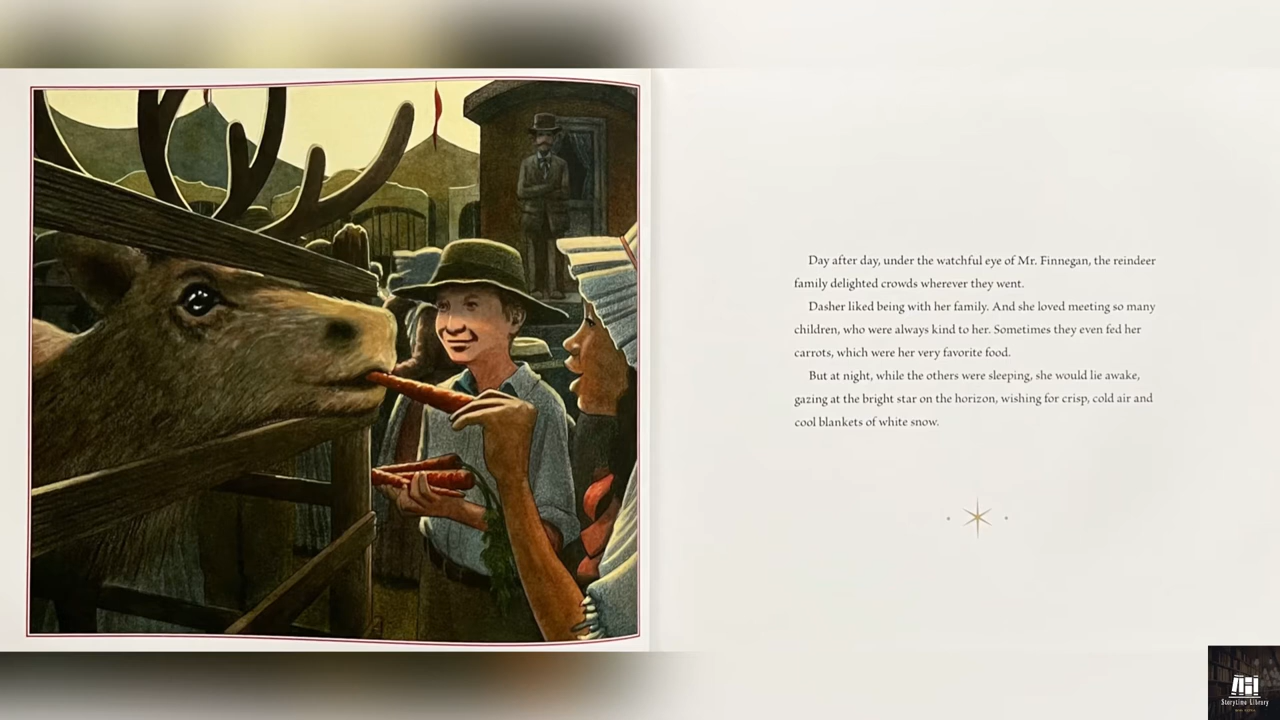 Day after day, under the watchful eye of Mr. Finnegan, the reindeer
family delighted crowds wherever they went.
Dasher liked being with her family. And she loved meeting so many
children, who were always kind to her. Sometimes they even fed her
carrots, which were her very favorite food.
But at night, while the others were sleeping, she would lie awake,
gazing at the bright star on the horizon, wishing for crisp, cold air and
cool blankets of white snow.
Storytime Library